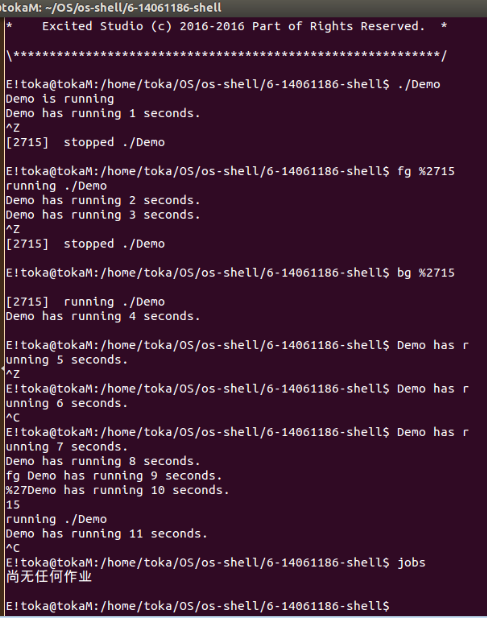 tokaM: ~/OS/os-shell/6-14061186-shell
*    Excited Studio (c) 2016-2016 Part of Rights Reserved.  *
\***********************************************************/
E!toka@tokaM:/home/toka/OS/os-shell/6-14061186-shell$ ./Demo
Demo is running
Demo has running 1 seconds.
^Z
[2715]  stopped ./Demo
E!toka@tokaM:/home/toka/OS/os-shell/6-14061186-shell$ fg %2715
running ./Demo
Demo has running 2 seconds.
Demo has running 3 seconds.
^Z
[2715]  stopped ./Demo
E!toka@tokaM:/home/toka/OS/os-shell/6-14061186-shell$ bg %2715
[2715]  running ./Demo
Demo has running 4 seconds.
E!toka@tokaM:/home/toka/OS/os-shell/6-14061186-shell$ Demo has r
unning 5 seconds.
^Z
E!toka@tokaM:/home/toka/OS/os-shell/6-14061186-shell$ Demo has r
unning 6 seconds.
^C
E!toka@tokaM:/home/toka/OS/os-shell/6-14061186-shell$ Demo has r
unning 7 seconds.
Demo has running 8 seconds.
fg Demo has running 9 seconds.
%27Demo has running 10 seconds.
15
running ./Demo
Demo has running 11 seconds.
^C
E!toka@tokaM:/home/toka/OS/os-shell/6-14061186-shell$ jobs
尚无任何作业
E!toka@tokaM:/home/toka/OS/os-shell/6-14061186-shell$